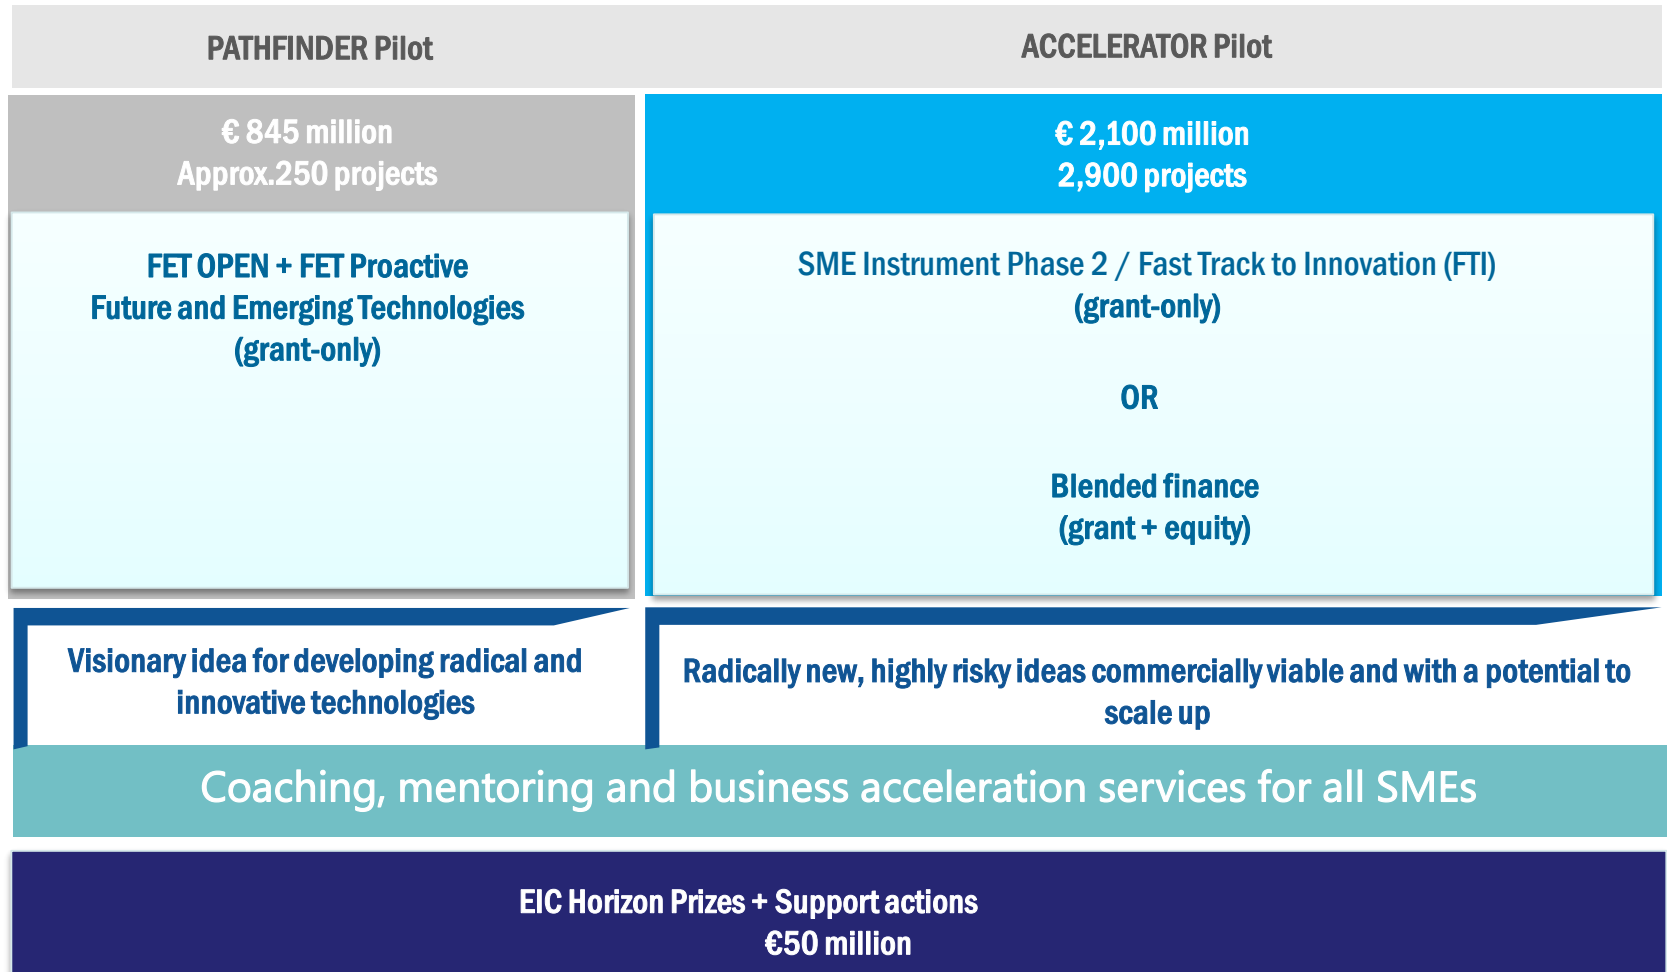 PATHFINDER Pilot
ACCELERATOR Pilot
€ 845 million
Approx.250 projects
€ 2,100 million
2,900 projects
FET OPEN + FET Proactive
Future and Emerging Technologies
(grant-only)
SME Instrument Phase 2 / Fast Track to Innovation (FTI)
(grant-only)
OR
Blended finance
(grant + equity)
Visionary idea for developing radical and
innovative technologies
Radically new, highly risky ideas commercially viable and with a potential to
scale up
Coaching, mentoring and business acceleration services for all SMEs
EIC Horizon Prizes + Support actions
€50 million